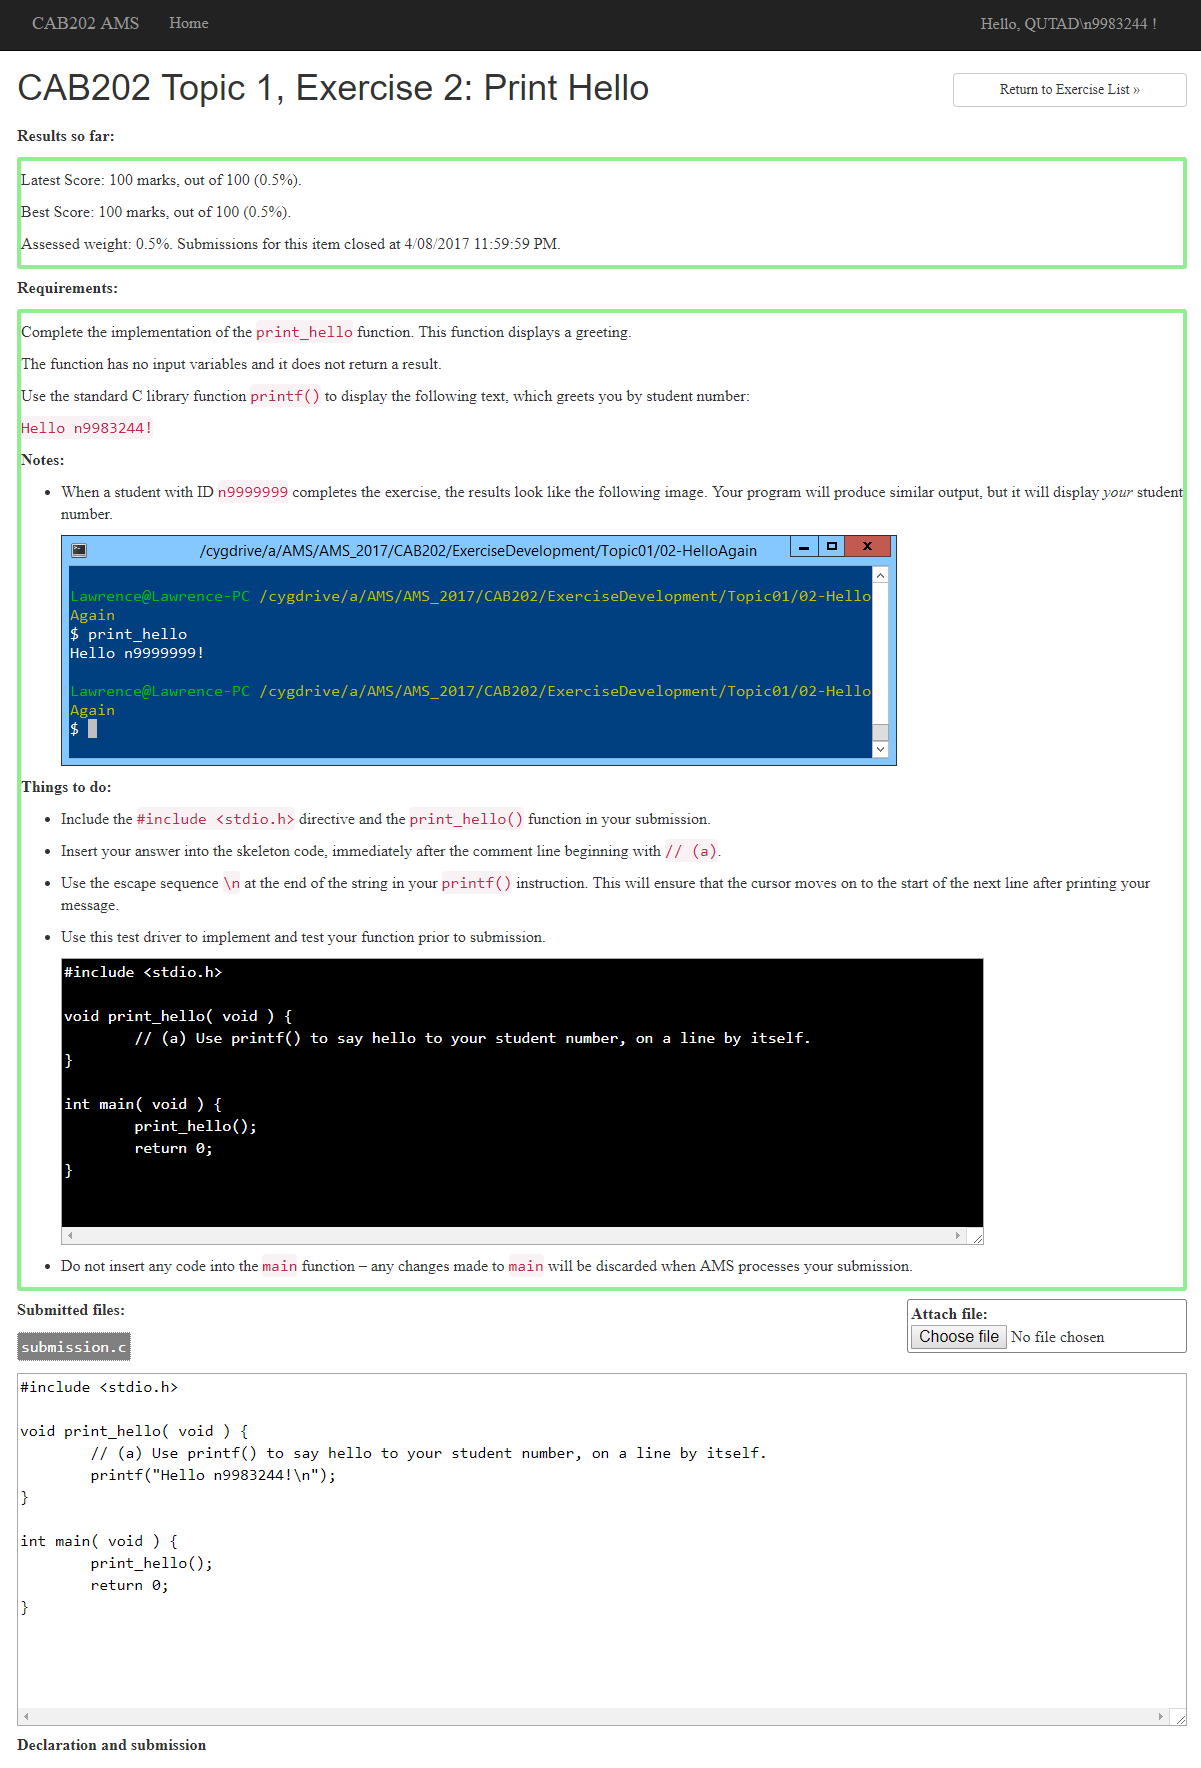 CAB202 AMS Home Hello, QUTAD\n9983244 !
CAB202 Topic 1, Exercise 2: Print Hello
Return to Exercise List »
Results so far:
Latest Score: 100 marks, out of 100 (0.5%).
Best Score: 100 marks, out of 100 (0.5%).
Assessed weight: 0.5%. Submissions for this item closed at 4/08/2017 11:59:59 PM.
Requirements:
Complete the implementation of the print_hello function. This function displays a greeting.
The function has no input variables and it does not return a result.
Use the standard C library function printf() to display the following text, which greets you by student number:
Hello n9983244!
Notes:
• When a student with ID n9999999 completes the exercise, the results look like the following image. Your program will produce similar output, but it will display your student
number.
/cygdrive/a/AMS/AMS_2017/CAB202/ExerciseDevelopment/Topic01/02-HelloAgain
Lawrence@Lawrence-PC /cygdrive/a/AMS/AMS_2017/CAB202/ExerciseDevelopment/Topic01/02-Hello
Again
$ print_hello
Hello n9999999!
Lawrence@Lawrence-PC /cygdrive/a/AMS/AMS_2017/CAB202/ExerciseDevelopment/Topic01/02-Hello
Again
$
Things to do:
• Include the #include <stdio.h> directive and the print_hello() function in your submission.
• Insert your answer into the skeleton code, immediately after the comment line beginning with // (a).
• Use the escape sequence \n at the end of the string in your printf() instruction. This will ensure that the cursor moves on to the start of the next line after printing your
message.
• Use this test driver to implement and test your function prior to submission.
#include <stdio.h>
void print_hello( void ) {
// (a) Use printf() to say hello to your student number, on a line by itself.
}
int main( void ) {
print_hello();
return 0;
}
• Do not insert any code into the main function – any changes made to main will be discarded when AMS processes your submission.
Submitted files:
Attach file:
Choose file No file chosen
submission.c
#include <stdio.h>
void print_hello( void ) {
// (a) Use printf() to say hello to your student number, on a line by itself.
printf("Hello n9983244!\n");
}
int main( void ) {
print_hello();
return 0;
}
Declaration and submission